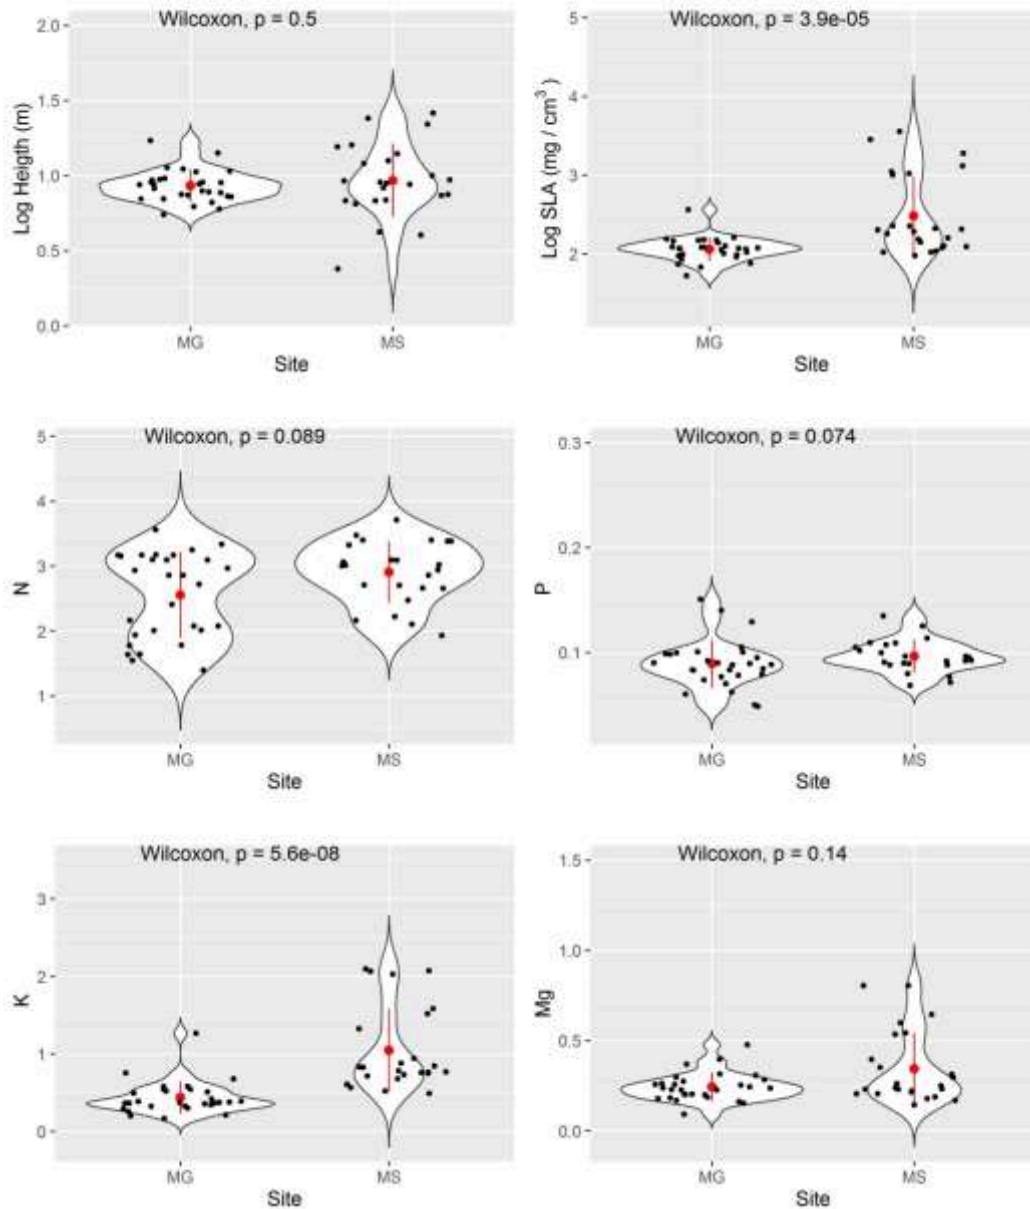 Wilcoxon, p = 0.5
2.0
1.5
1.0
0.5
0.0
Log Heigth (m)
MG
MS
Site
Wilcoxon, p = 3.9e-05
5
4
3
2
Log SLA (mg / cm³)
MG
MS
Site
Wilcoxon, p = 0.089
5
4
3
2
1
N
MG
MS
Site
Wilcoxon, p = 0.074
0.3
0.2
0.1
P
MG
MS
Site
Wilcoxon, p = 5.6e-08
3
2
1
0
K
MG
MS
Site
Wilcoxon, p = 0.14
1.5
1.0
0.5
0.0
Mg
MG
MS
Site